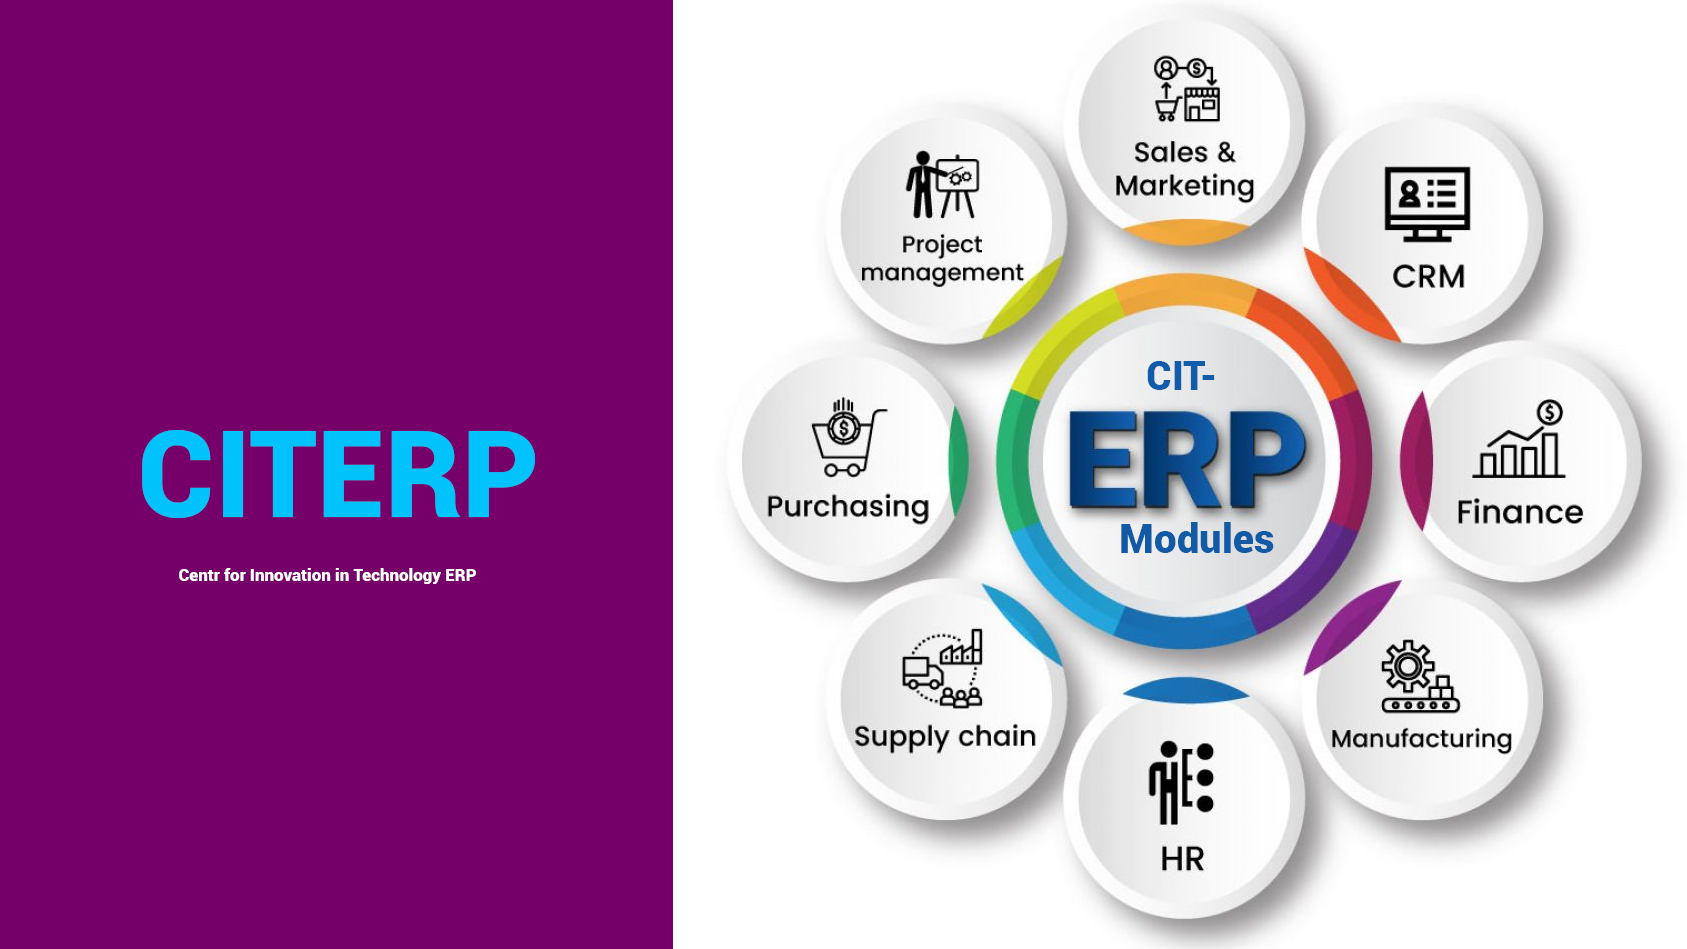 CITERP
Centr for Innovation in Technology ERP
CIT-
ERP
Modules
Sales &
Marketing
CRM
Finance
Manufacturing
HR
Supply chain
Purchasing
Project
management